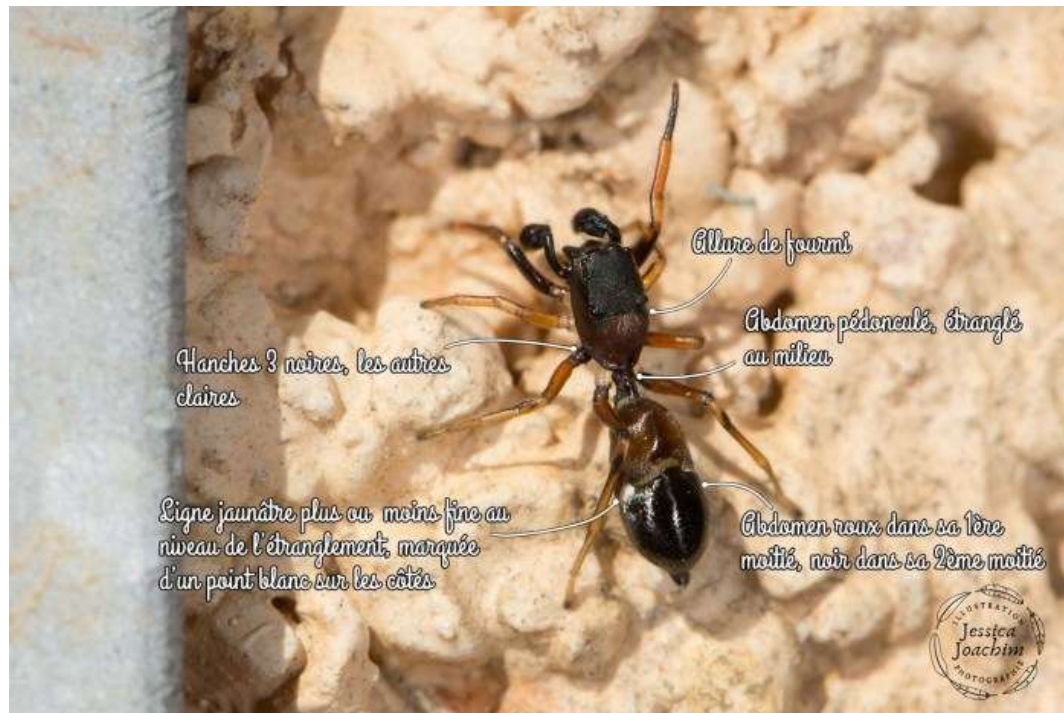 Allure de fourmi
Abdomen pédonculé, étranglé
au milieu
Hanches 3 noires, les autres
claires
Ligne jaunâtre plus ou moins fine au
niveau de l'étranglement, marquée
d'un point blanc sur les côtés
Abdomen roux dans sa 1ère
moitié, noir dans sa 2ème moitié
ILLUSTRATION
Jessica
Joachim
PHOTOGRAPHIE